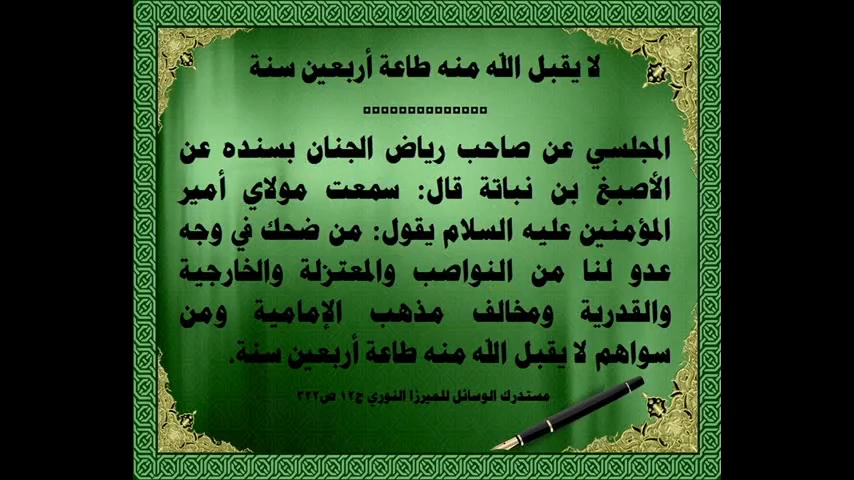 لا يقبل الله منه طاعة أربعين سنة
المجلسي عن صاحب رياض الجنان بسنده عن
الأصبغ بن نباتة قال: سمعت مولاي أمير
المؤمنين عليه السلام يقول: من ضحك في وجه
عدو لنا من النواصب والمعتزلة والخارجية
والقدرية ومخالف مذهب الإمامية ومن
سواهم لا يقبل الله منه طاعة أربعين سنة.
مستدرك الوسائل للميرزا النوري ج١٢ ص٣٢٢